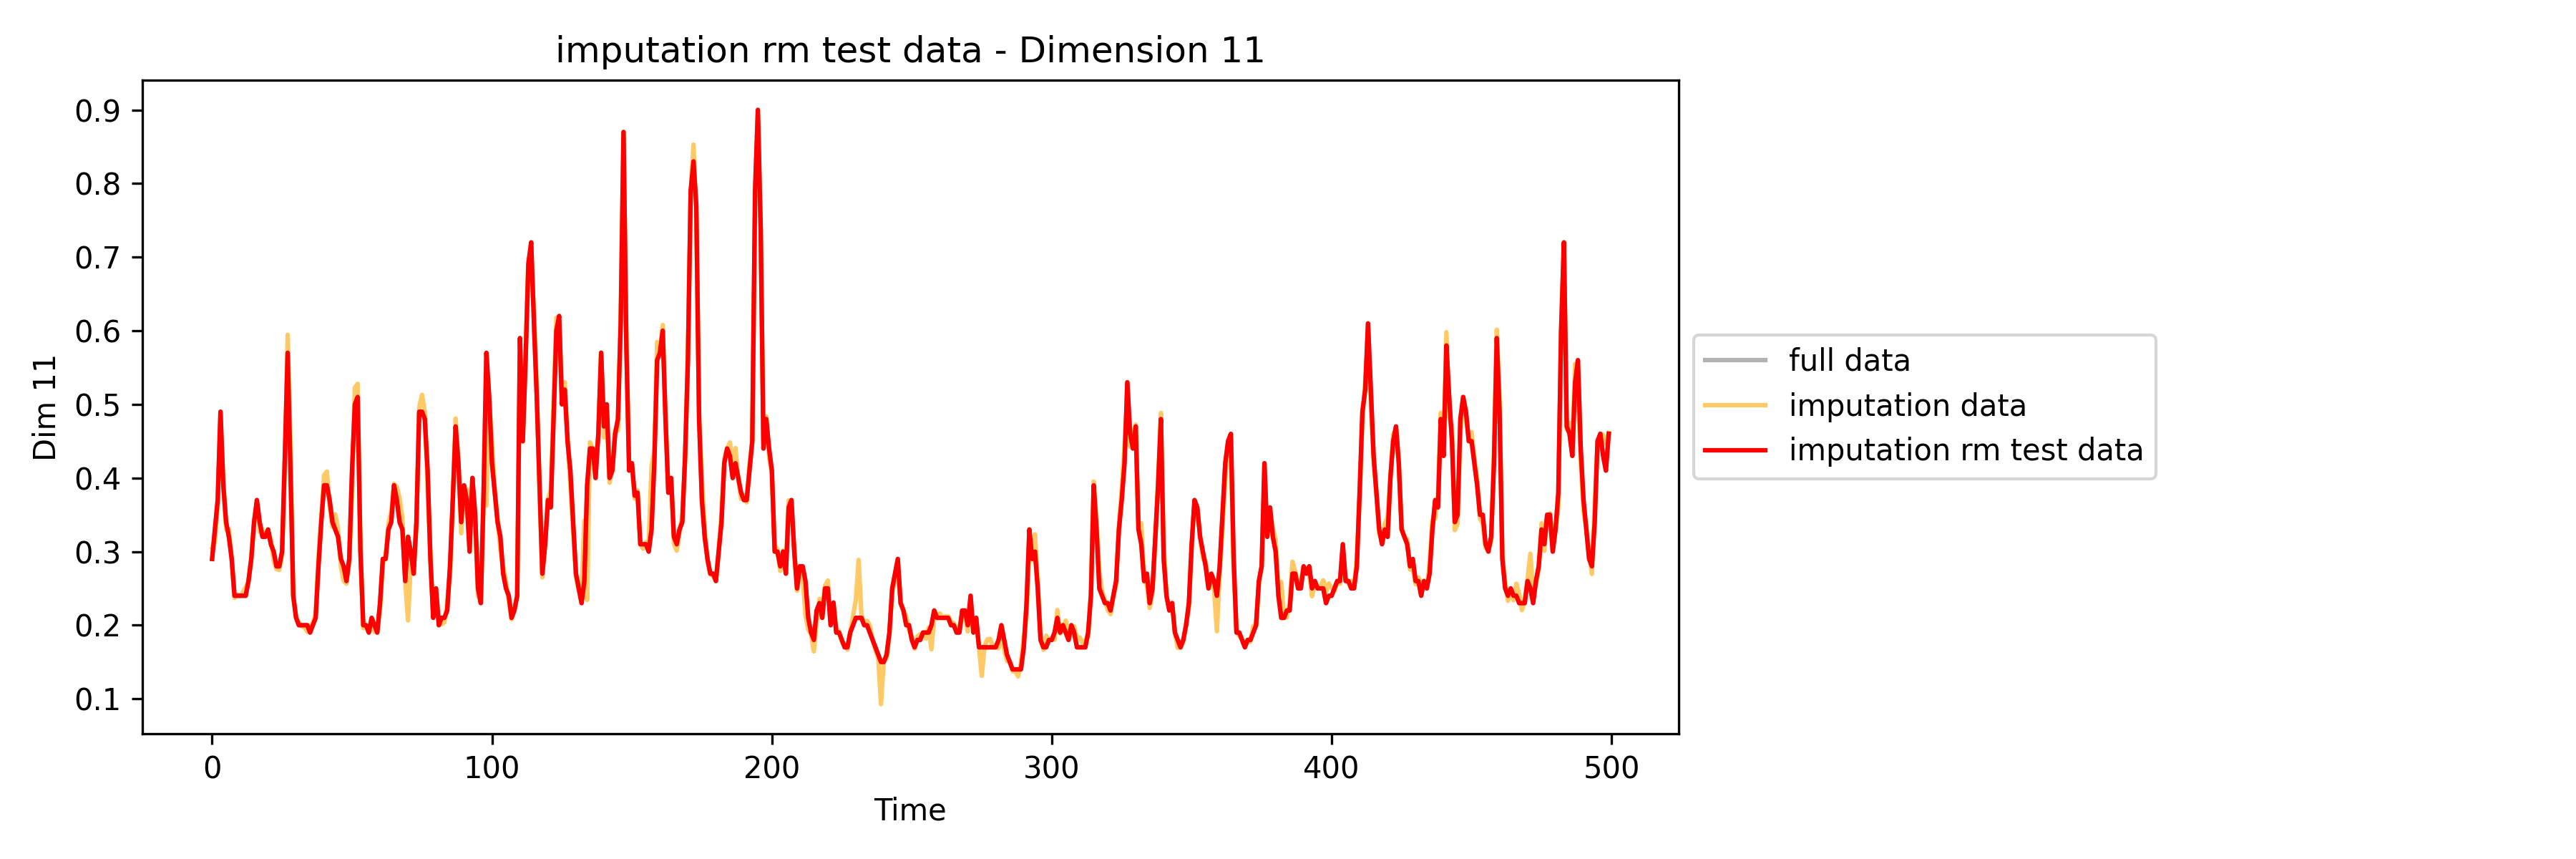 imputation rm test data - Dimension 11
0.9
0.8
0.7
0.6
0.5
0.4
0.3
0.2
0.1
Dim 11
0
100
200
300
400
500
Time
full data
imputation data
imputation rm test data